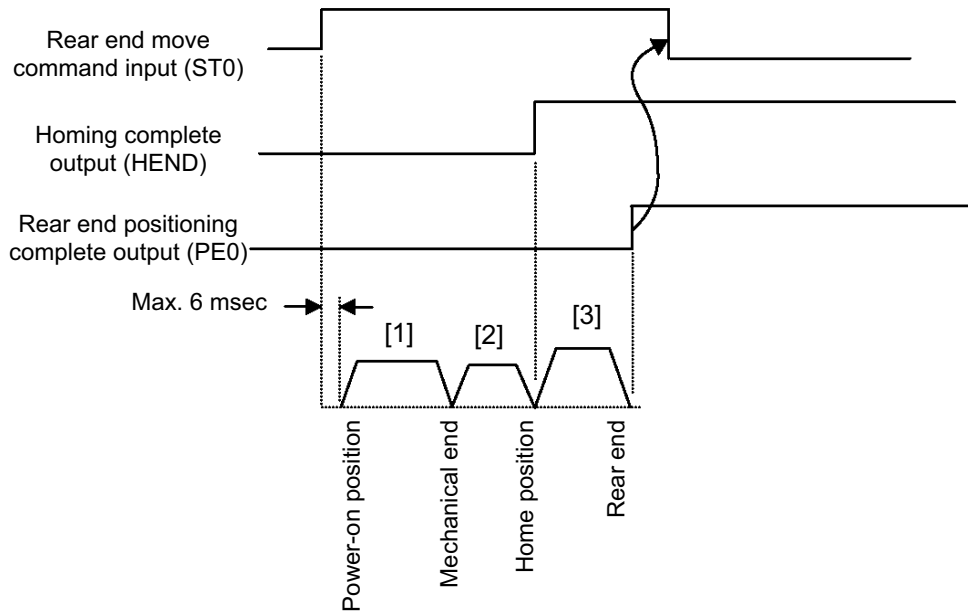 Rear end move
command input (ST0)
Homing complete
output (HEND)
Rear end positioning
complete output (PE0)
Max. 6 msec
[1]
[2]
[3]
Power-on position
Mechanical end
Home position
Rear end